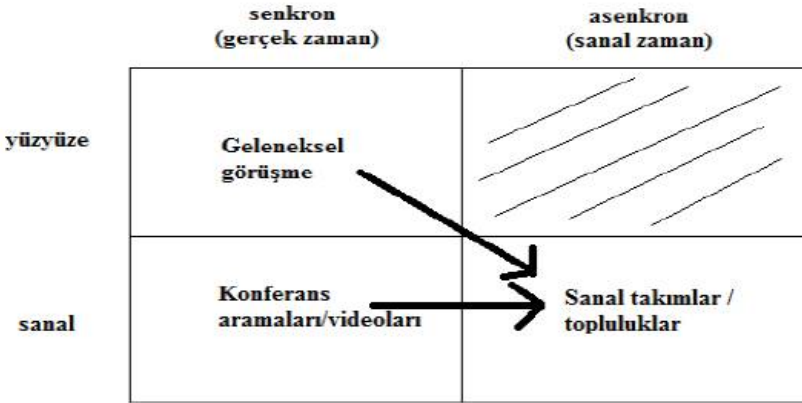 senkron
(gerçek zaman)
asenkron
(sanal zaman)
yüzyüze
Geleneksel
görüşme
sanal
Konferans
aramaları/videoları
Sanal takımlar /
topluluklar